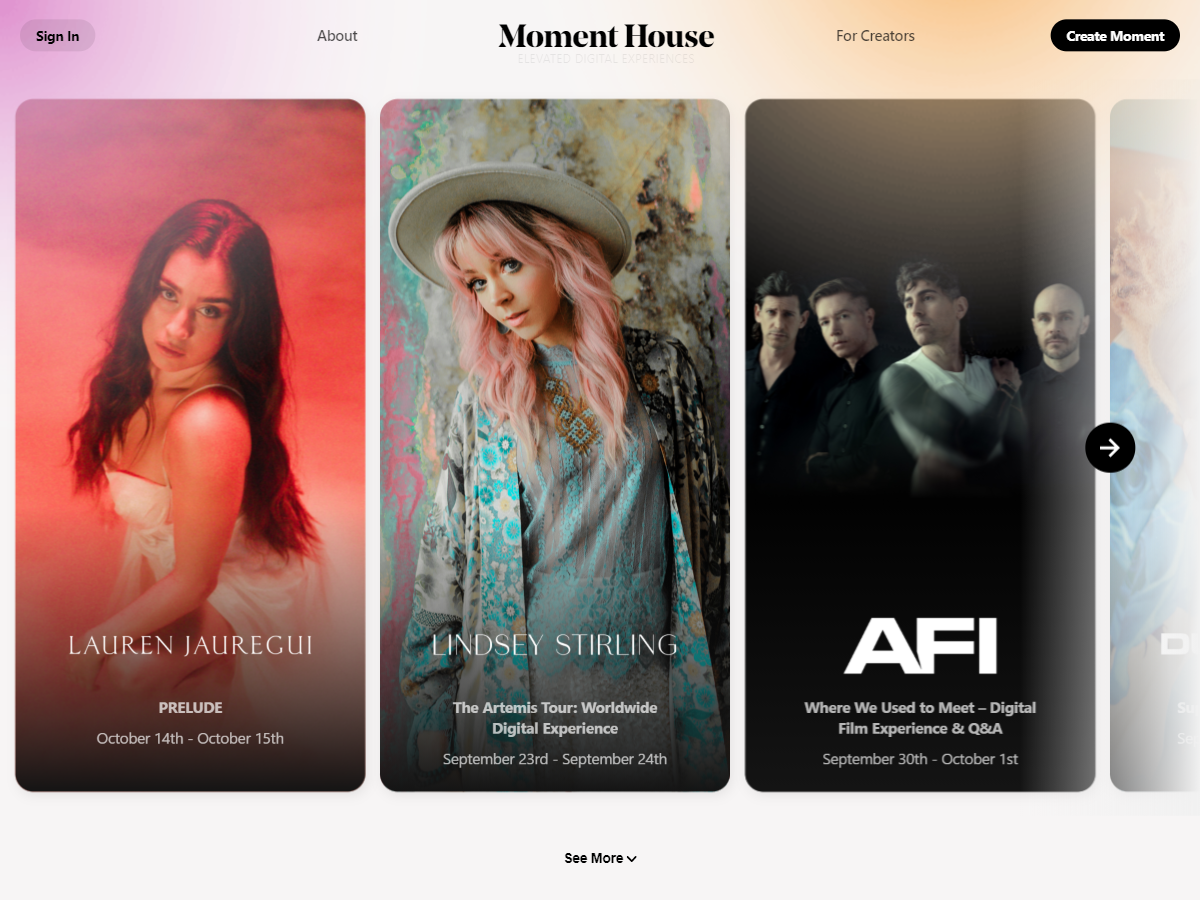 Sign In
About
Moment House
For Creators
Create Moment
ELEVATED DIGITAL EXPERIENCES
LAUREN JAUREGUI
PRELUDE
October 14th - October 15th
LINDSEY STIRLING
The Artemis Tour: Worldwide
Digital Experience
September 23rd - September 24th
AFI
Where We Used to Meet – Digital
Film Experience & Q&A
September 30th - October 1st
See More